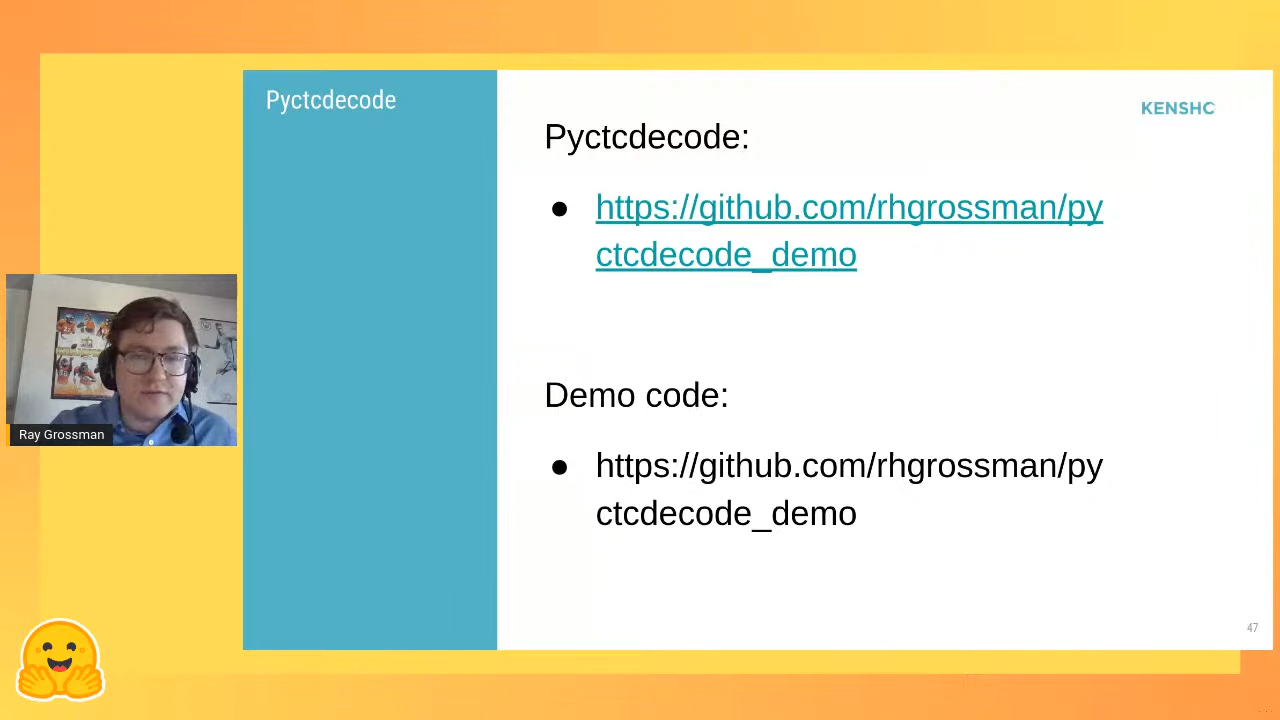 Pyctcdecode
KENSHO
Pyctcdecode:
● https://github.com/rhgrossman/py
ctcdecode_demo
Demo code:
● https://github.com/rhgrossman/py
ctcdecode_demo
Ray Grossman
47